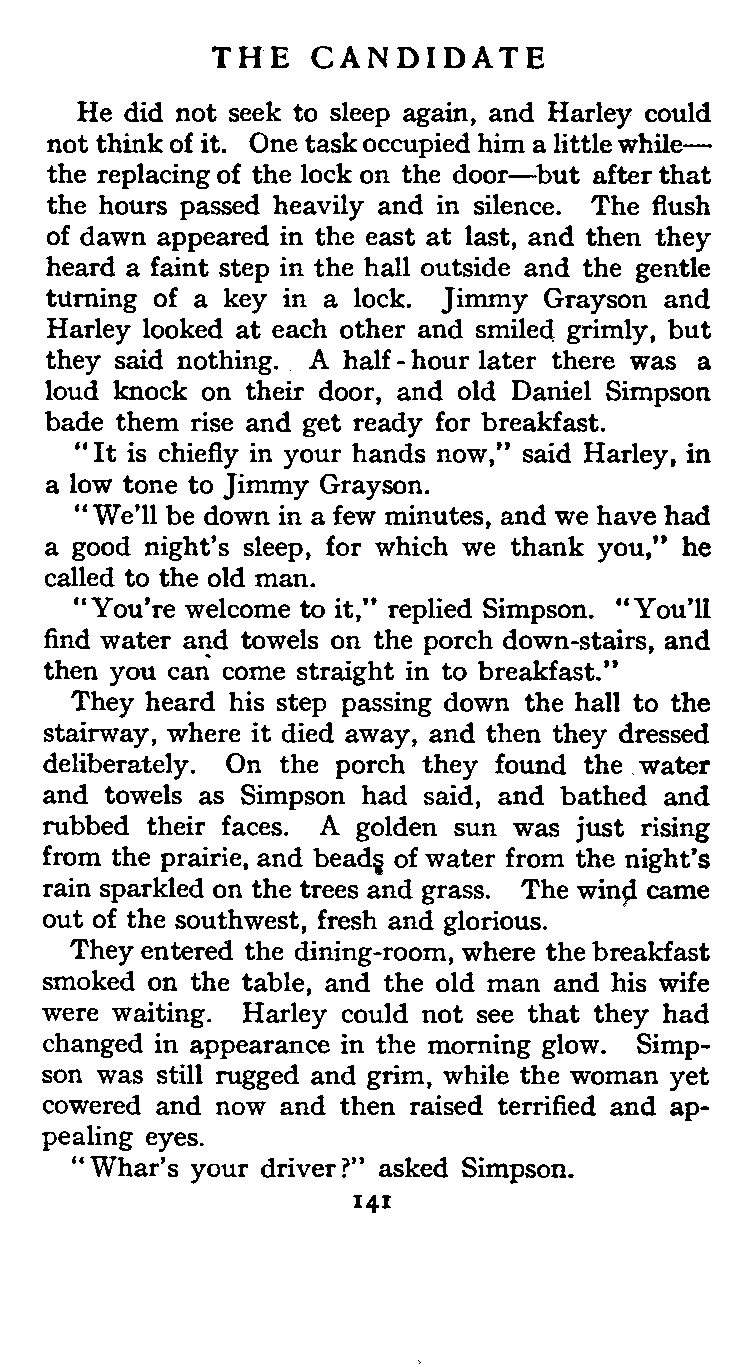 THE CANDIDATE
He did not seek to sleep again, and Harley could
not think of it. One task occupied him a little while—
the replacing of the lock on the door—but after that
the hours passed heavily and in silence. The flush
of dawn appeared in the east at last, and then they
heard a faint step in the hall outside and the gentle
turning of a key in a lock. Jimmy Grayson and
Harley looked at each other and smiled grimly, but
they said nothing. A half-hour later there was a
loud knock on their door, and old Daniel Simpson
bade them rise and get ready for breakfast.
"It is chiefly in your hands now," said Harley, in
a low tone to Jimmy Grayson.
"We'll be down in a few minutes, and we have had
a good night's sleep, for which we thank you," he
called to the old man.
"You're welcome to it," replied Simpson. "You'll
find water and towels on the porch down-stairs, and
then you can come straight in to breakfast."
They heard his step passing down the hall to the
stairway, where it died away, and then they dressed
deliberately. On the porch they found the water
and towels as Simpson had said, and bathed and
rubbed their faces. A golden sun was just rising
from the prairie, and beads of water from the night's
rain sparkled on the trees and grass. The wind came
out of the southwest, fresh and glorious.
They entered the dining-room, where the breakfast
smoked on the table, and the old man and his wife
were waiting. Harley could not see that they had
changed in appearance in the morning glow. Simp-
son was still rugged and grim, while the woman yet
cowered and now and then raised terrified and ap-
pealing eyes.
"Whar's your driver?" asked Simpson.
141